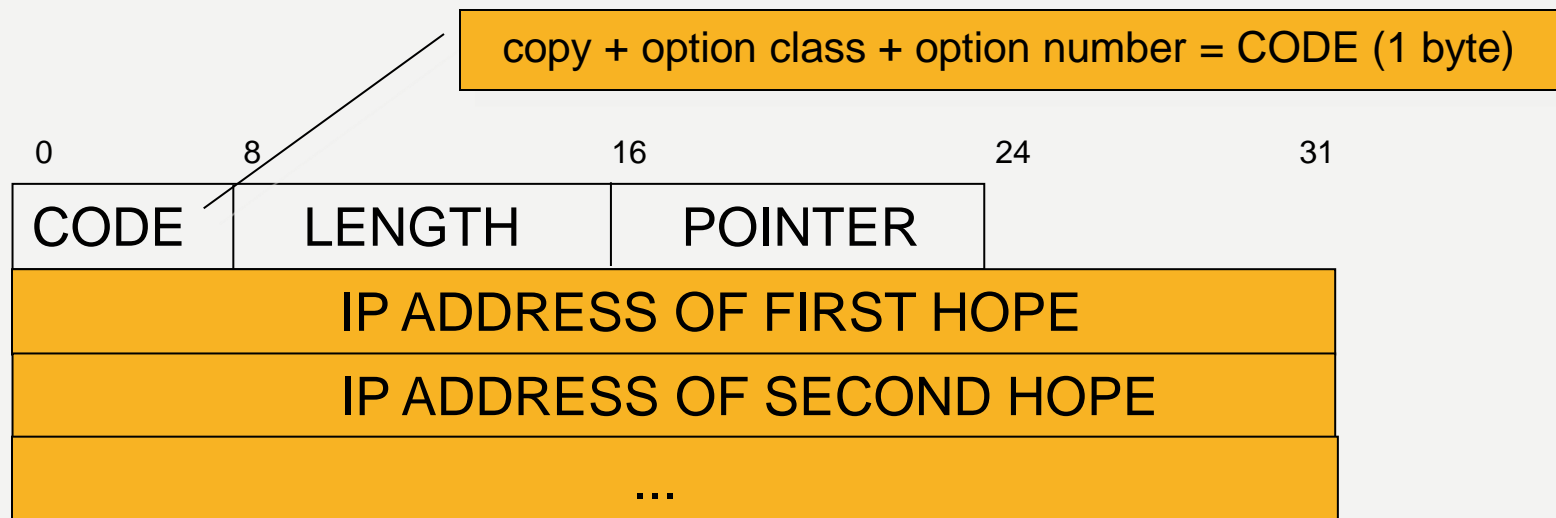 copy + option class + option number = CODE (1 byte)
0 8 16 24 31
CODE LENGTH POINTER
IP ADDRESS OF FIRST HOPE
IP ADDRESS OF SECOND HOPE
...